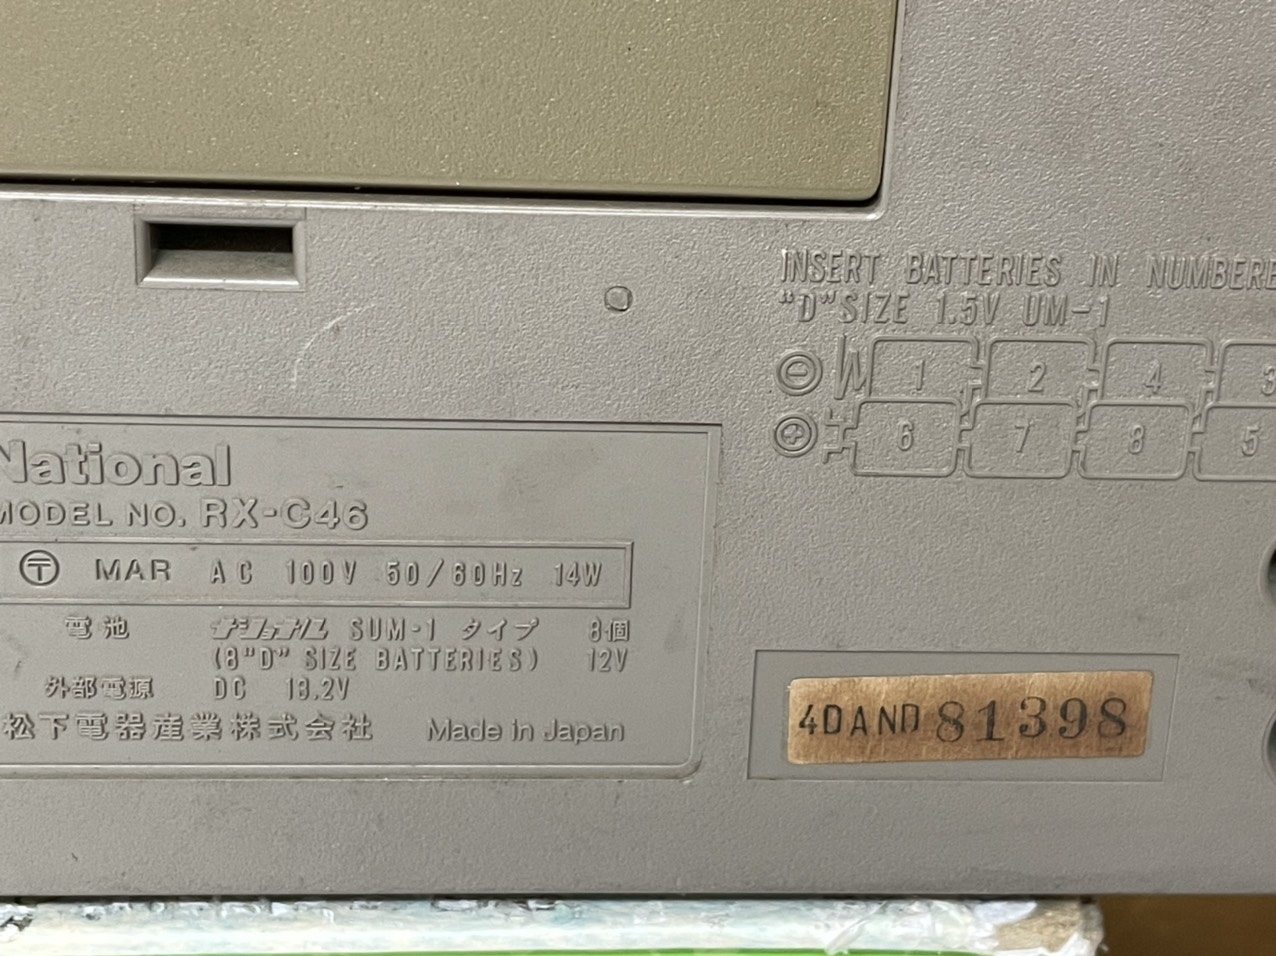 INSERT BATTERIES IN NUMBERE
"D" SIZE 1.5V UM-1
⊖ 1 2 4 3
⊕ 6 7 8 5
National
MODEL NO. RX-C46
〶 MAR AC 100V 50/60Hz 14W
電池 ナショナル SUM-1 タイプ 8個
(8"D" SIZE BATTERIES) 12V
外部電源 DC 13.2V
松下電器産業株式会社 Made in Japan
4DAND 81398